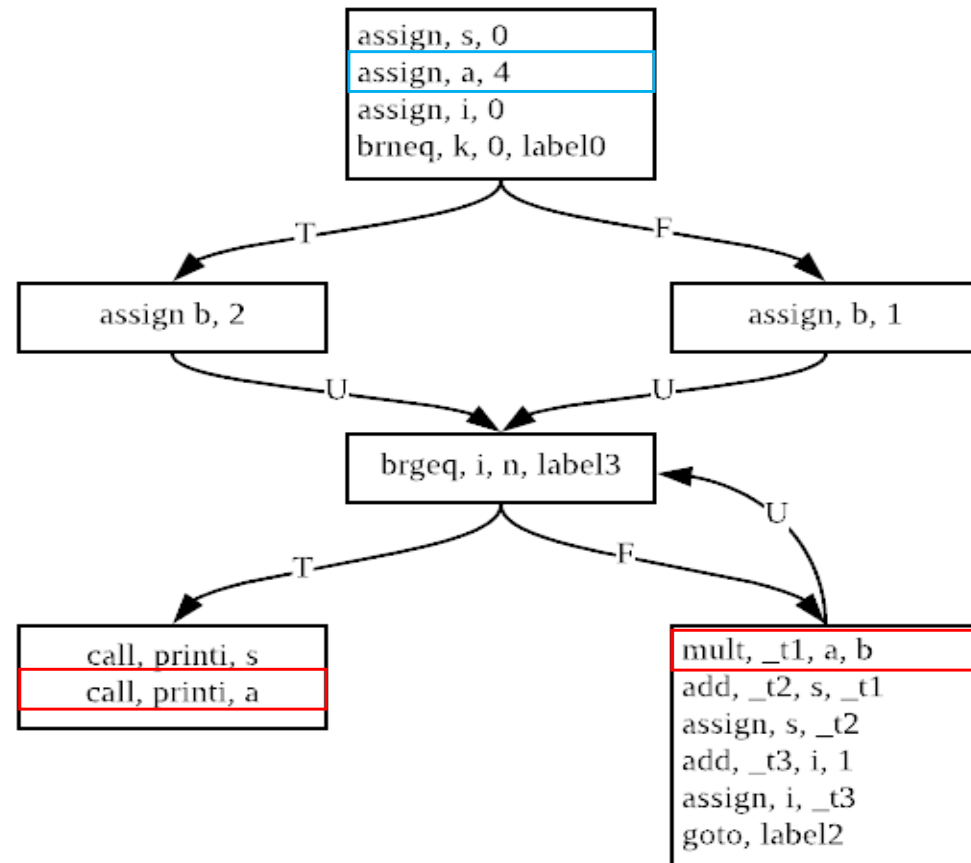 assign, s, 0
assign, a, 4
assign, i, 0
brneq, k, 0, label0
T
F
assign b, 2
assign, b, 1
U
U
brgeq, i, n, label3
U
T
F
call, printi, s
call, printi, a
mult, _t1, a, b
add, _t2, s, _t1
assign, s, _t2
add, _t3, i, 1
assign, i, _t3
goto, label2